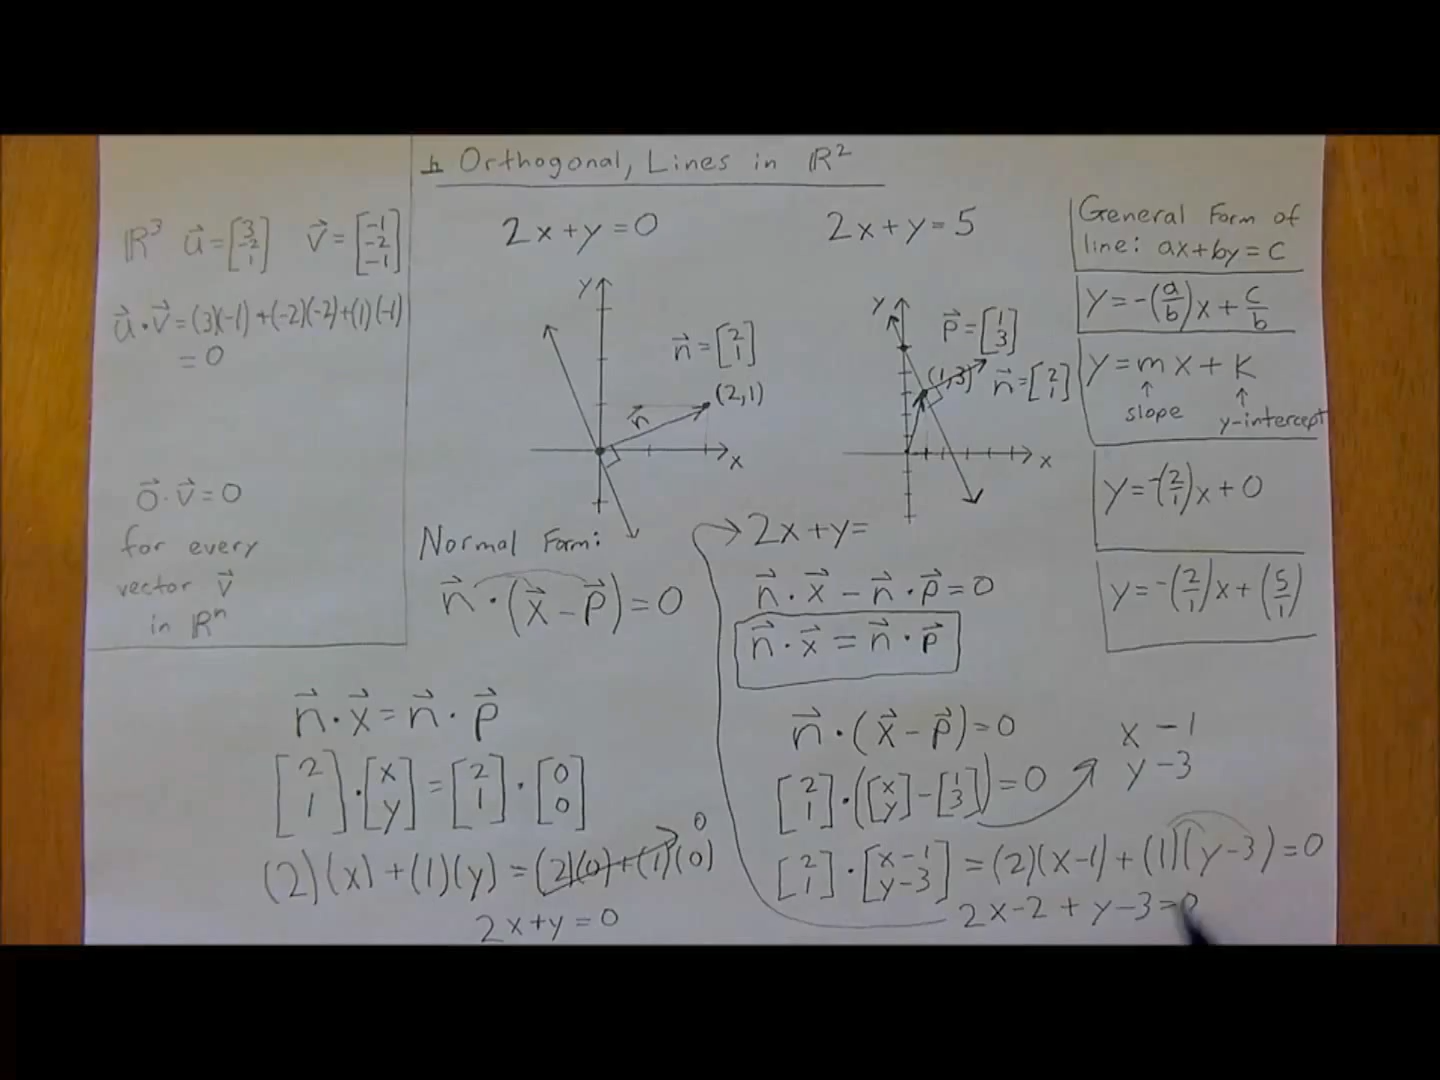 ⊥ Orthogonal, Lines in ℝ²
ℝ³ u⃗=[3 -2 1] v⃗=[-1 -2 -1]
u⃗·v⃗=(3)(-1)+(-2)(-2)+(1)(-1)
=0
0⃗·v⃗=0
for every
vector v⃗
in ℝⁿ
2x+y=0
y
n⃗=[2 1]
(2,1)
n⃗
x
Normal Form:
n⃗·(x⃗-p⃗)=0
2x+y=5
y
p⃗=[1 3]
(1,3) n⃗=[2 1]
x
General Form of
line: ax+by=c
y=-(a/b)x+c/b
y=mx+k
↑ ↑
slope y-intercept
y=-(2/1)x+0
y=-(2/1)x+(5/1)
→2x+y=
n⃗·x⃗-n⃗·p⃗=0
n⃗·x⃗=n⃗·p⃗
n⃗·x⃗=n⃗·p⃗
[2 1]·[x y]=[2 1]·[0 0]
(2)(x)+(1)(y)=(2)(0)+(1)(0) 0
2x+y=0
n⃗·(x⃗-p⃗)=0
x-1
y-3
[2 1]·([x y]-[1 3])=0
[2 1]·[x-1 y-3]=(2)(x-1)+(1)(y-3)=0
2x-2+y-3=0